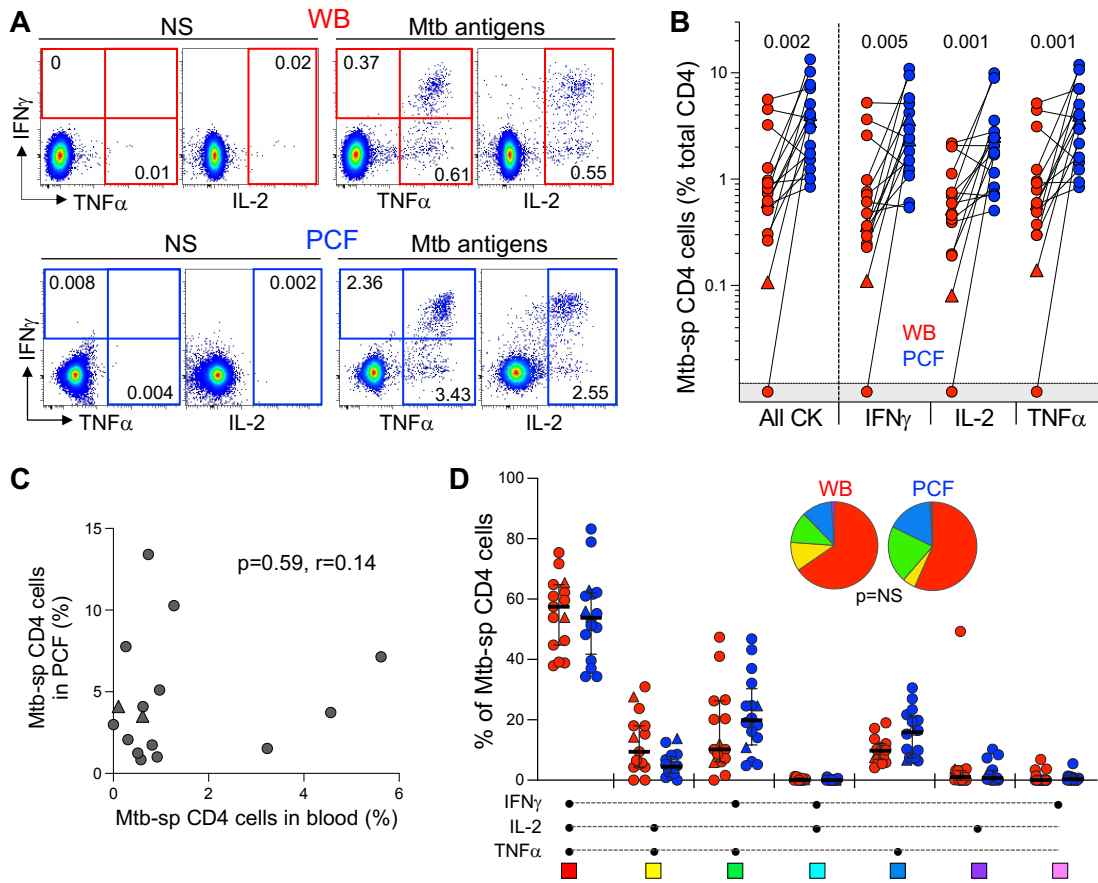 A
NS
WB
Mtb antigens
0
0.02
0.37
0.01
0.61
0.55
IFNγ
TNFα
IL-2
TNFα
IL-2
NS
PCF
Mtb antigens
0.008
0.002
2.36
0.004
3.43
2.55
IFNγ
TNFα
IL-2
TNFα
IL-2
B
0.002 0.005 0.001 0.001
Mtb-sp CD4 cells (% total CD4)
10
1
0.1
WB
PCF
All CK IFNγ IL-2 TNFα
C
Mtb-sp CD4 cells
in PCF (%)
15
10
5
0
p=0.59, r=0.14
0 2 4 6
Mtb-sp CD4 cells in blood (%)
D
% of Mtb-sp CD4 cells
100
80
60
40
20
0
WB PCF
p=NS
IFNγ
IL-2
TNFα